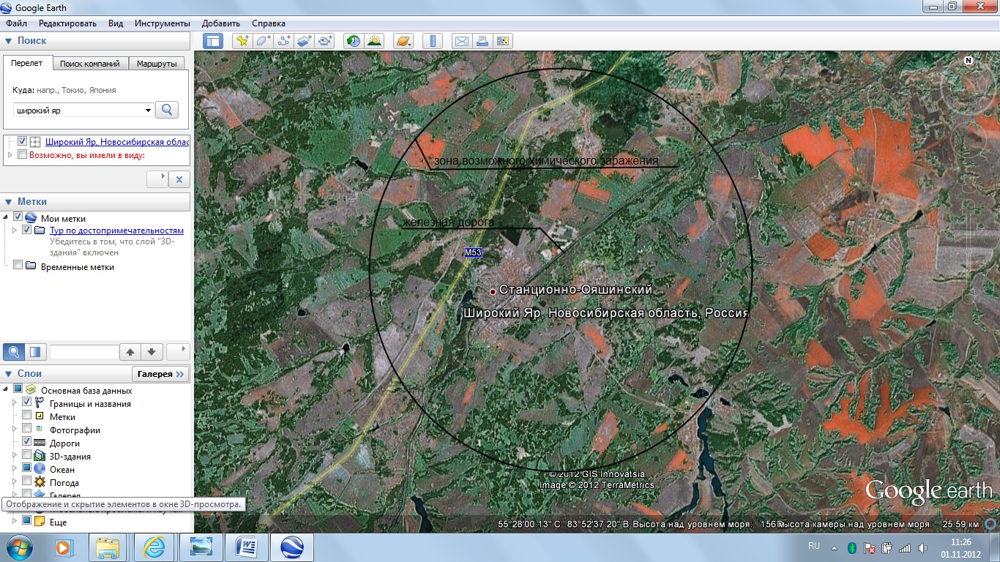 Google Earth
Файл Редактировать Вид Инструменты Добавить Справка
Поиск
Перелет Поиск компаний Маршруты
Куда: напр., Токио, Япония
широкий яр
Широкий Яр, Новосибирская облас
Возможно, вы имели в виду:
Метки
Мои метки
Тур по достопримечательностям
Убедитесь в том, что слой "3D-
здания" включен
Временные метки
Слои
Галерея >>
Основная база данных
Границы и названия
Метки
Фотографии
Дороги
3D-здания
Океан
Погода
Галерея
Отображение и скрытие элементов в окне 3D-просмотра.
Еще
N
зона возможного химического заражения
железная дорога
M53
Станционно-Ояшинский
Широкий Яр, Новосибирская область, Россия
© 2012 GIS Innovatsia
Image © 2012 TerraMetrics
Google earth
55°28'00.13" С 83°52'37.20" В Высота над уровнем моря: 156 Высота камеры над уровнем моря: 25.59 км
RU
11:26
01.11.2012